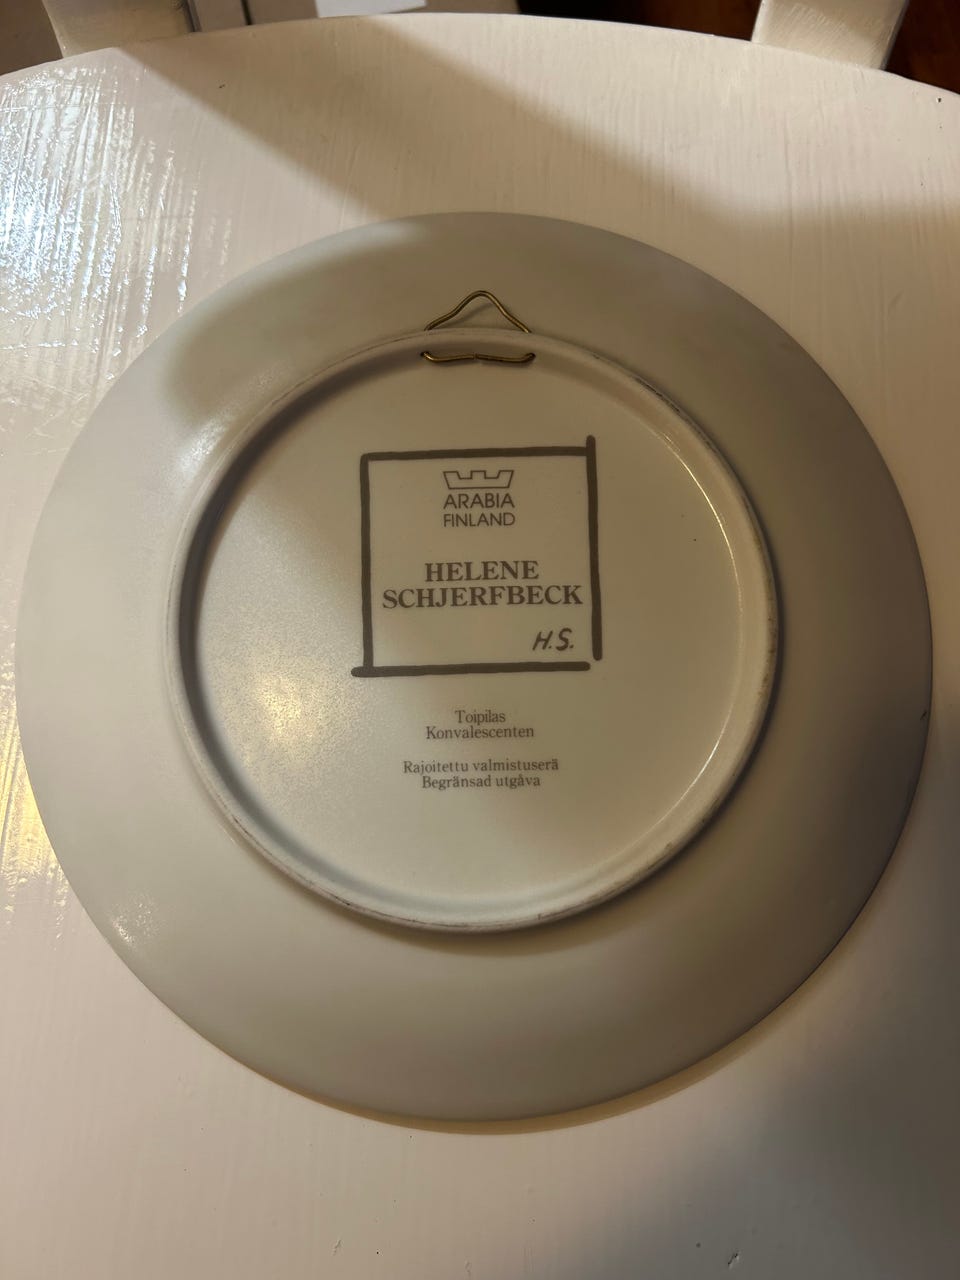 ARABIA
FINLAND
HELENE
SCHJERFBECK
H.S.
Toipilas
Konvalescenten
Rajoitettu valmistuserä
Begränsad utgåva